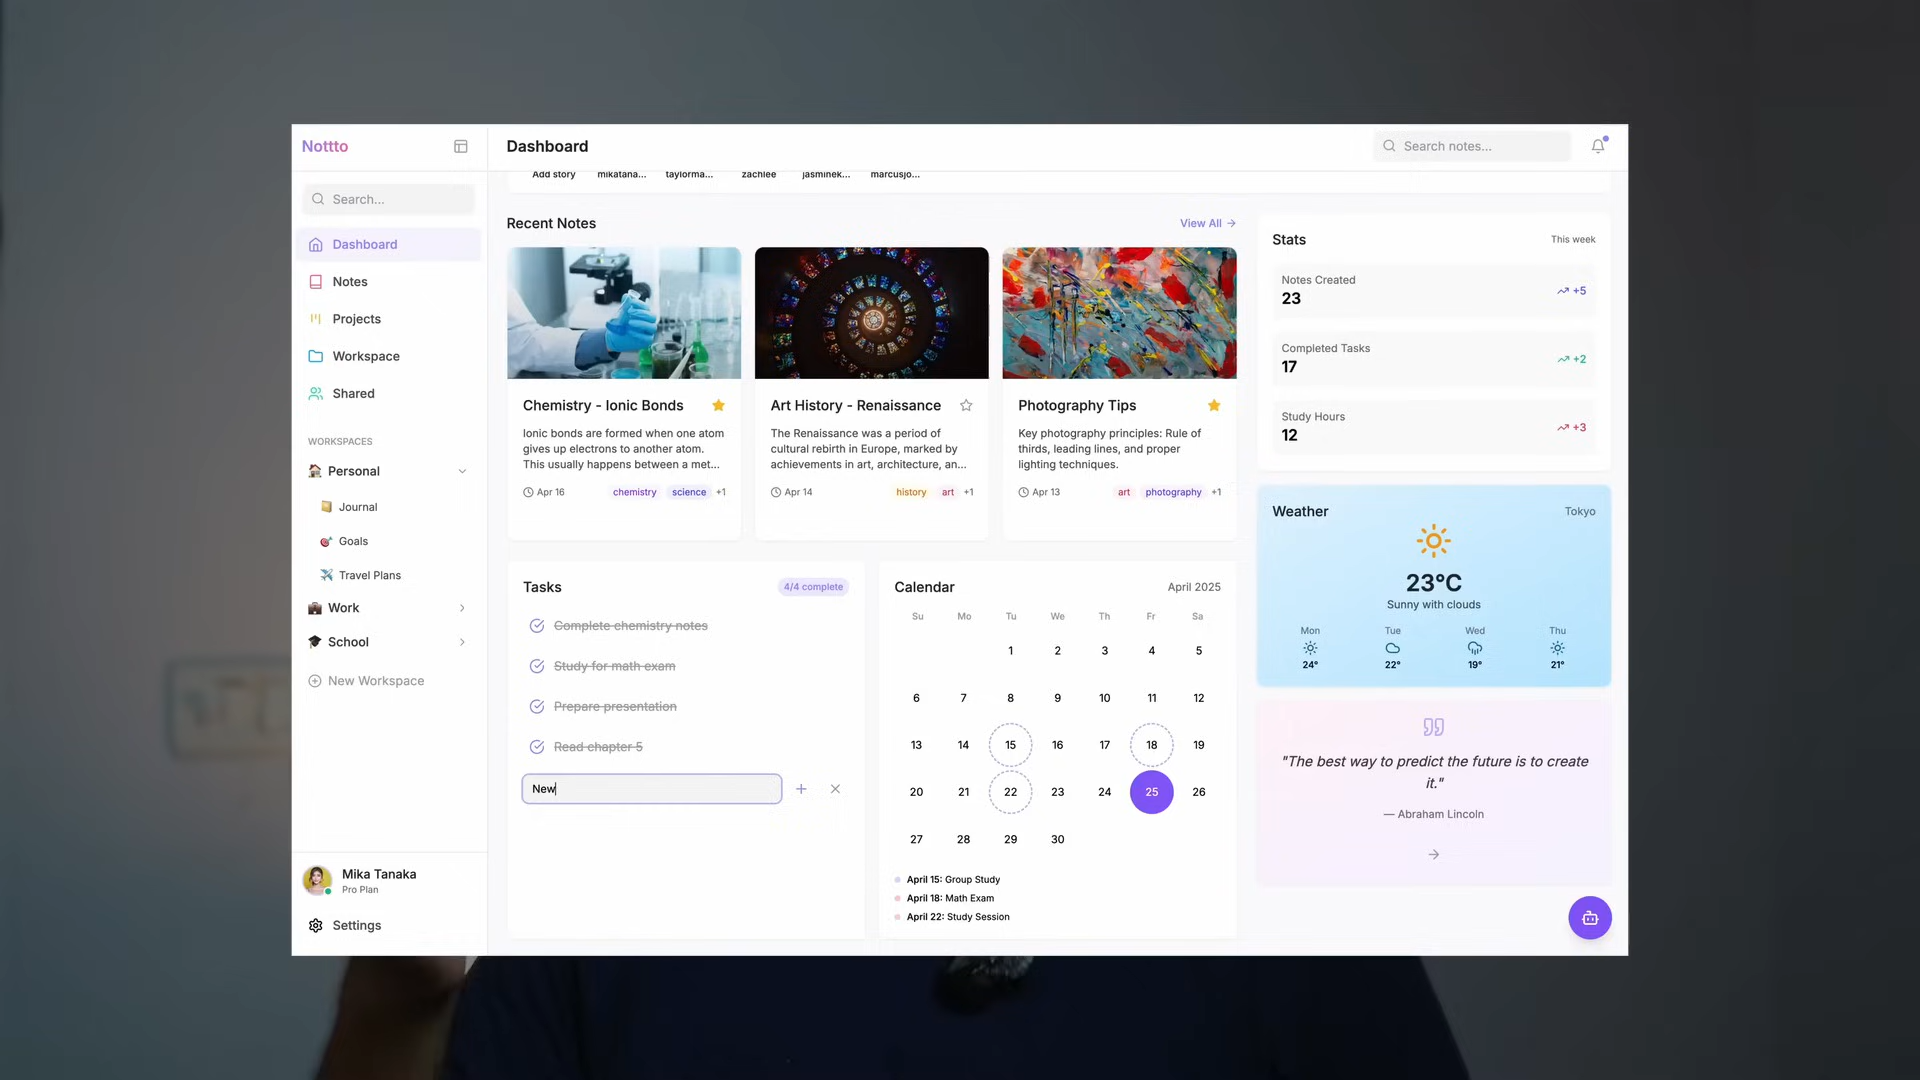 Nottto
Search...
Dashboard
Notes
Projects
Workspace
Shared
WORKSPACES
Personal
Journal
Goals
Travel Plans
Work
School
New Workspace
Mika Tanaka
Pro Plan
Settings
Dashboard
Search notes...
Add story mikatana... taylorma... zachlee jasminek... marcusjo...
Recent Notes
View All →
Chemistry - Ionic Bonds
Ionic bonds are formed when one atom
gives up electrons to another atom.
This usually happens between a met...
Apr 16 chemistry science +1
Art History - Renaissance
The Renaissance was a period of
cultural rebirth in Europe, marked by
achievements in art, architecture, an...
Apr 14 history art +1
Photography Tips
Key photography principles: Rule of
thirds, leading lines, and proper
lighting techniques.
Apr 13 art photography +1
Tasks
4/4 complete
Complete chemistry notes
Study for math exam
Prepare presentation
Read chapter 5
New
Calendar
April 2025
Su Mo Tu We Th Fr Sa
1 2 3 4 5
6 7 8 9 10 11 12
13 14 15 16 17 18 19
20 21 22 23 24 25 26
27 28 29 30
April 15: Group Study
April 18: Math Exam
April 22: Study Session
Stats
This week
Notes Created
23
+5
Completed Tasks
17
+2
Study Hours
12
+3
Weather
Tokyo
23°C
Sunny with clouds
Mon Tue Wed Thu
24° 22° 19° 21°
"The best way to predict the future is to create
it."
— Abraham Lincoln